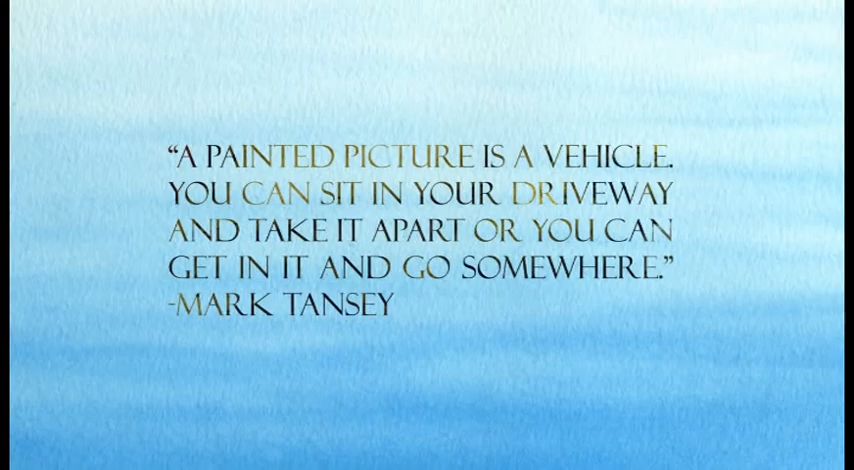 “A PAINTED PICTURE IS A VEHICLE.
YOU CAN SIT IN YOUR DRIVEWAY
AND TAKE IT APART OR YOU CAN
GET IN IT AND GO SOMEWHERE.”
-MARK TANSEY